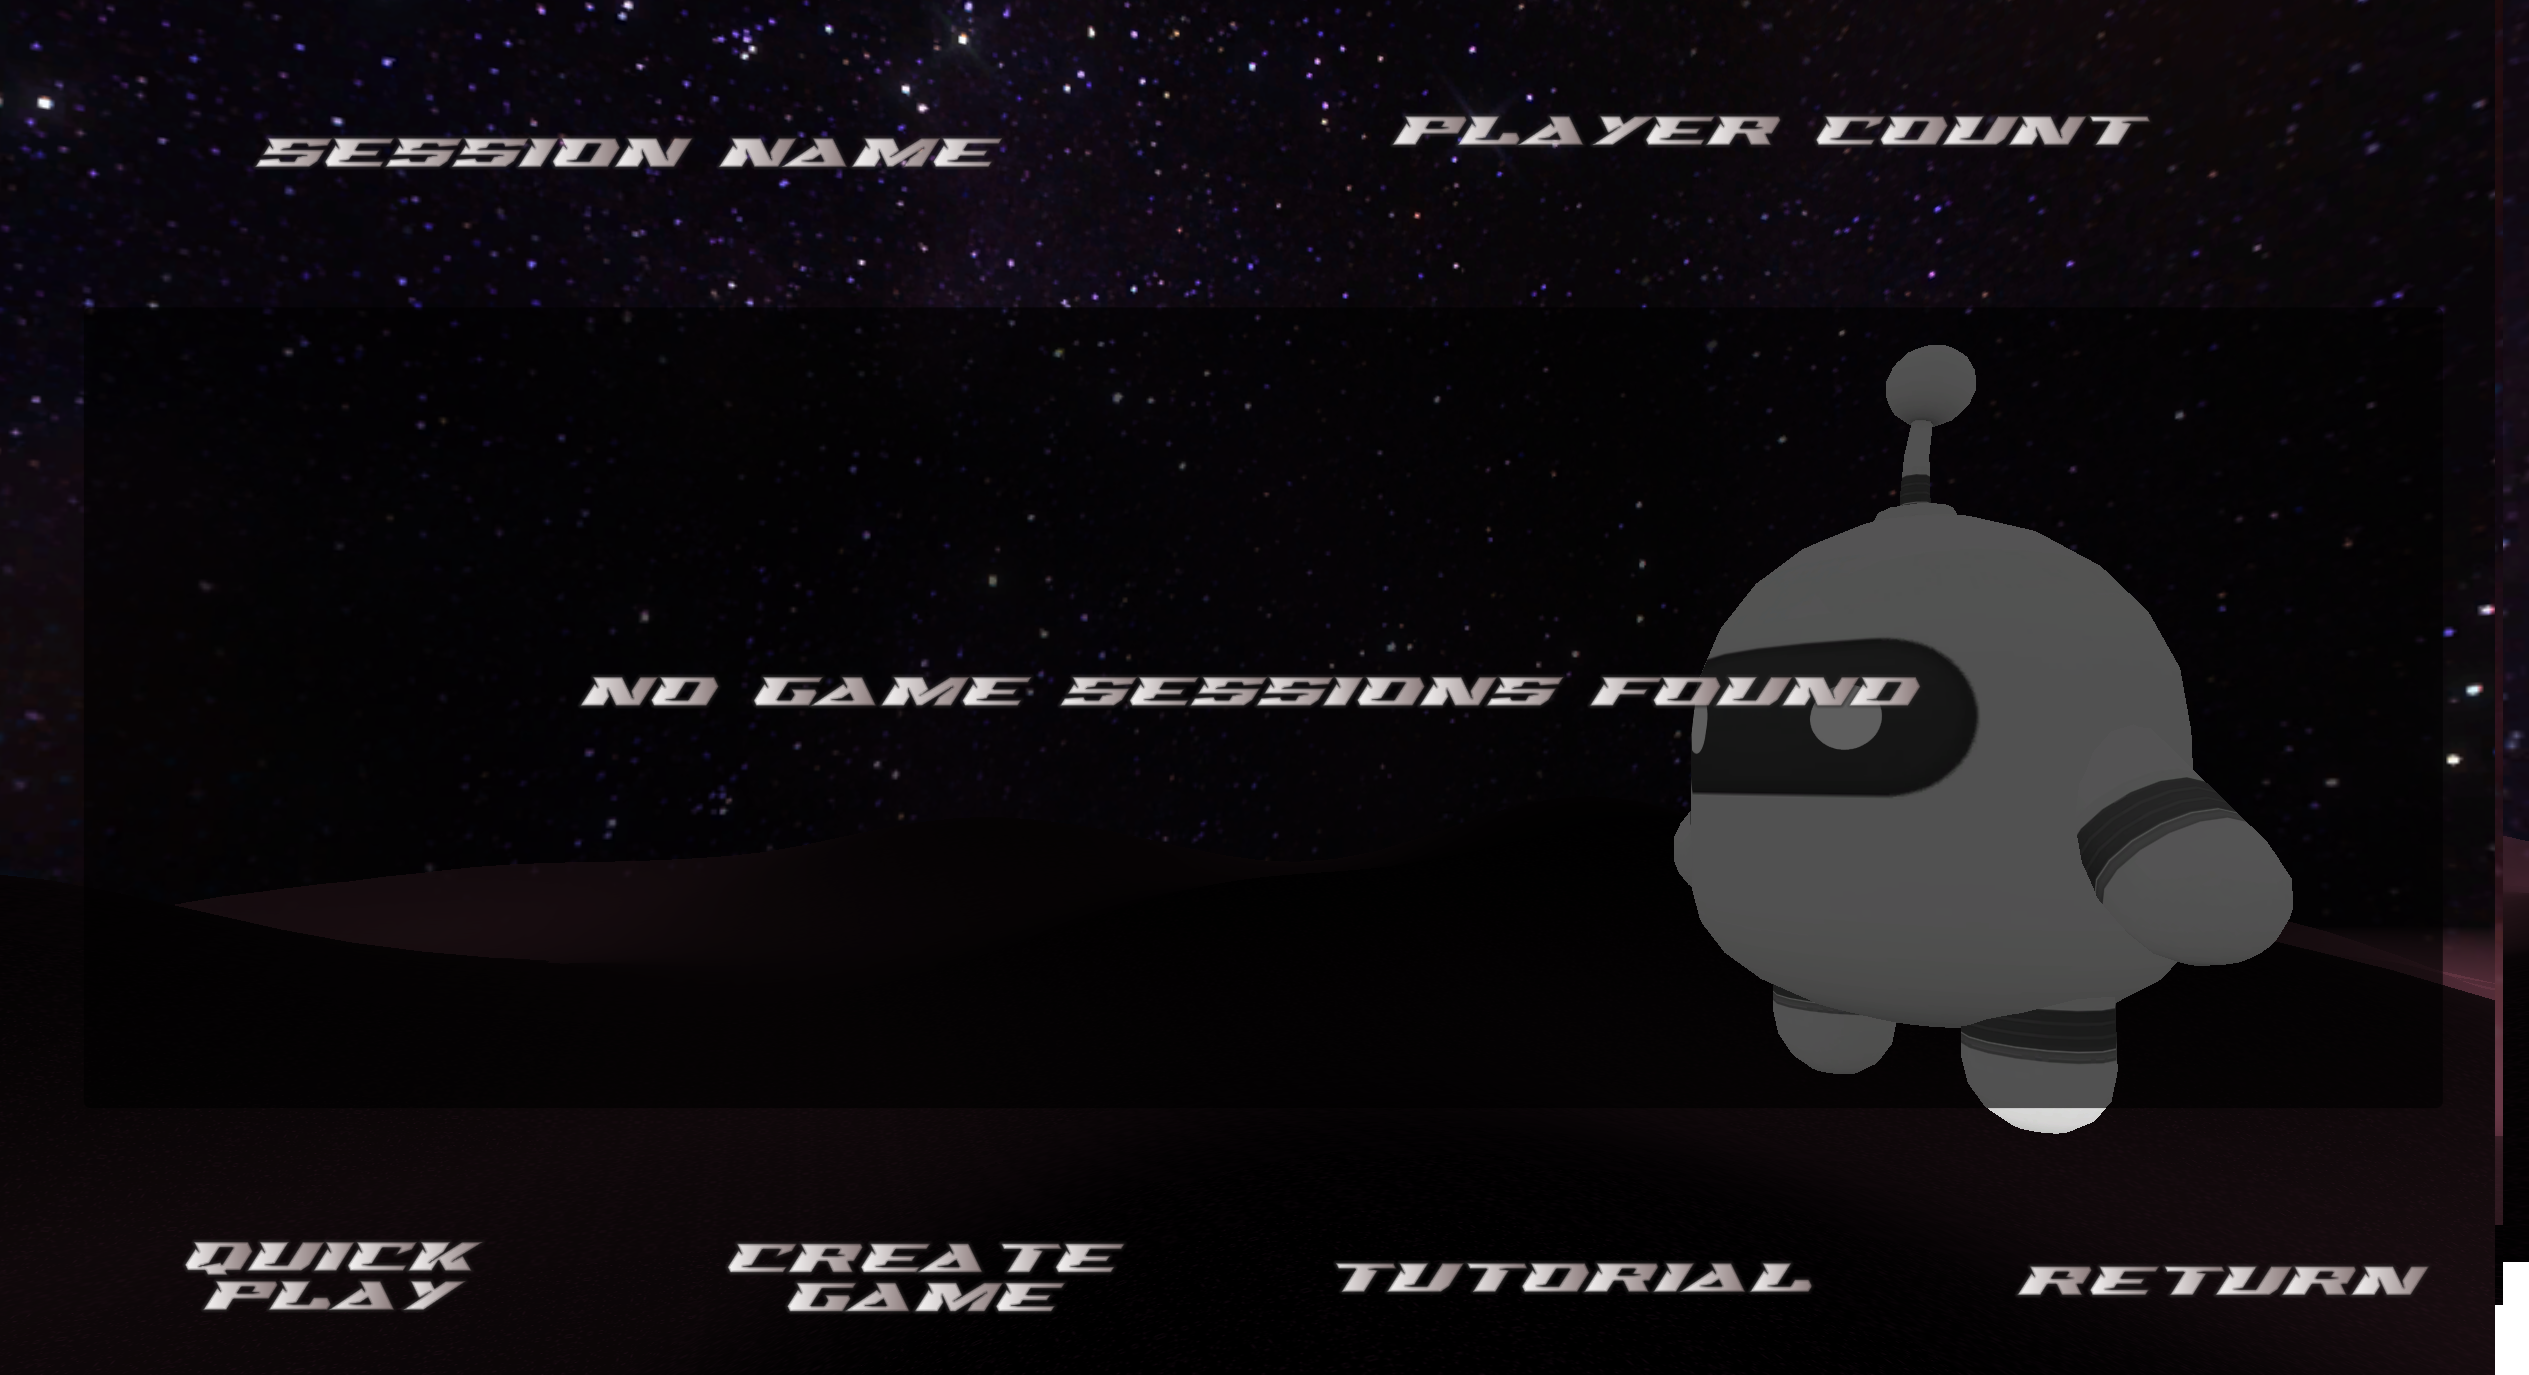 SESSION NAME
PLAYER COUNT
NO GAME SESSIONS FOUND
QUICK
PLAY
CREATE
GAME
TUTORIAL
RETURN